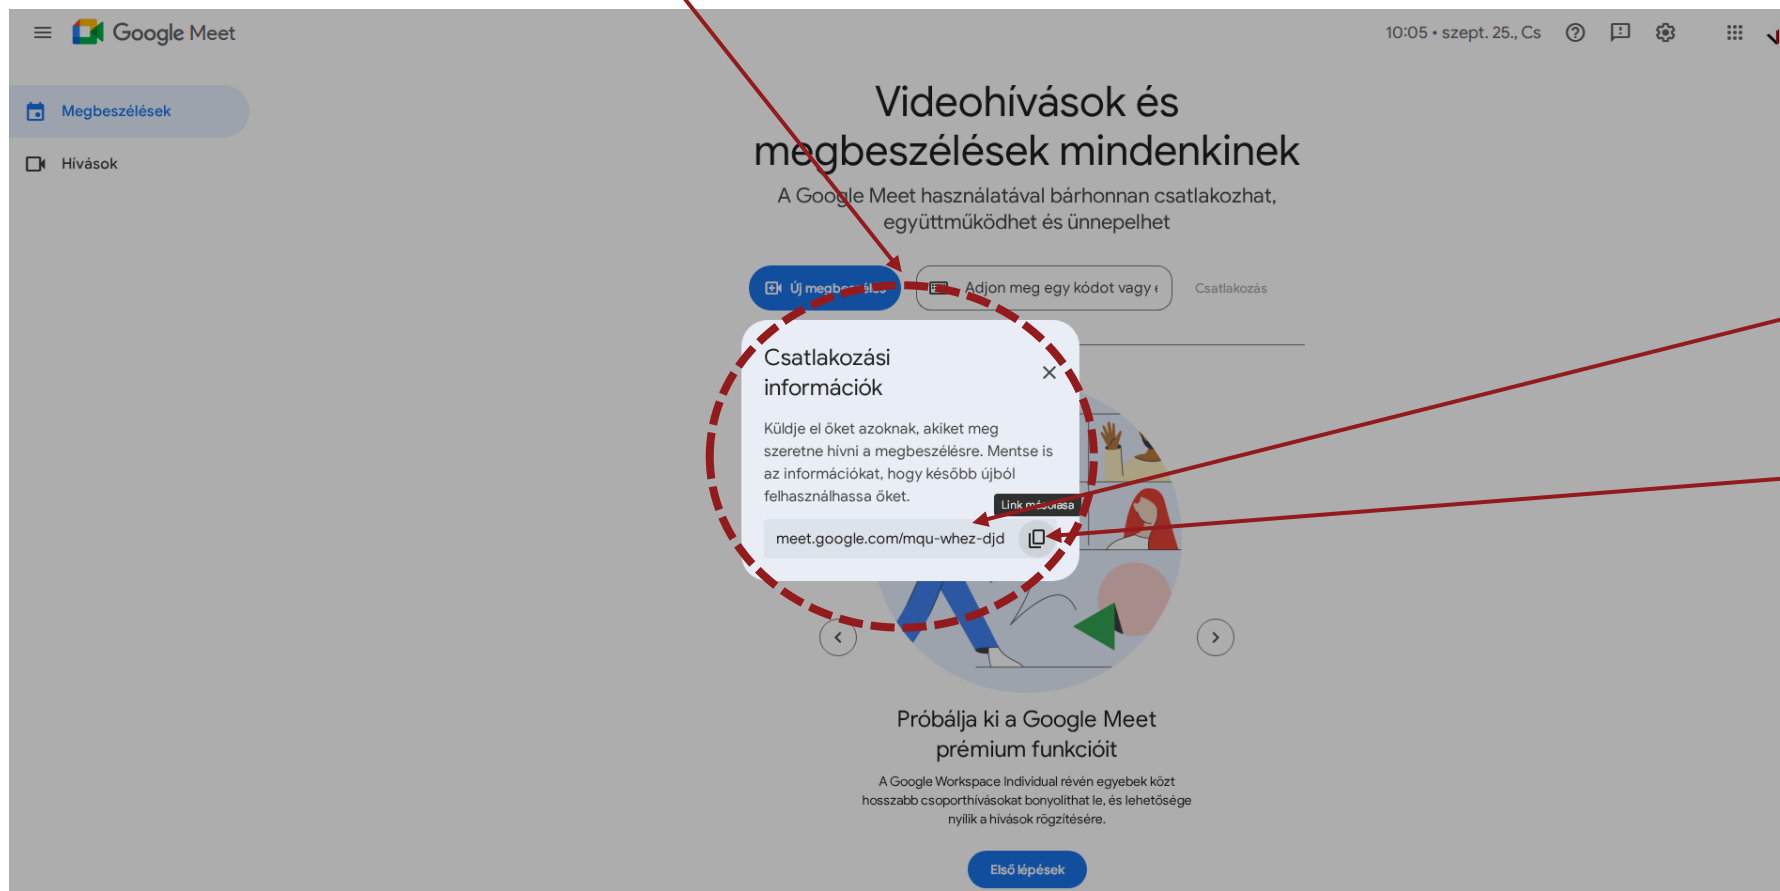 Google Meet
10:05 • szept. 25., Cs
Megbeszélések
Hívások
Videohívások és
megbeszélések mindenkinek
A Google Meet használatával bárhonnan csatlakozhat,
együttműködhet és ünnepelhet
Új megbeszélés
Adjon meg egy kódot vagy
Csatlakozás
Csatlakozási
információk
Küldje el őket azoknak, akiket meg
szeretne hívni a megbeszélésre. Mentse is
az információkat, hogy később újból
felhasználhassa őket.
Link másolása
meet.google.com/mqu-whez-djd
Próbálja ki a Google Meet
prémium funkcióit
A Google Workspace Individual révén egyebek közt
hosszabb csoporthívásokat bonyolíthat le, és lehetősége
nyílik a hívások rögzítésére.
Első lépések